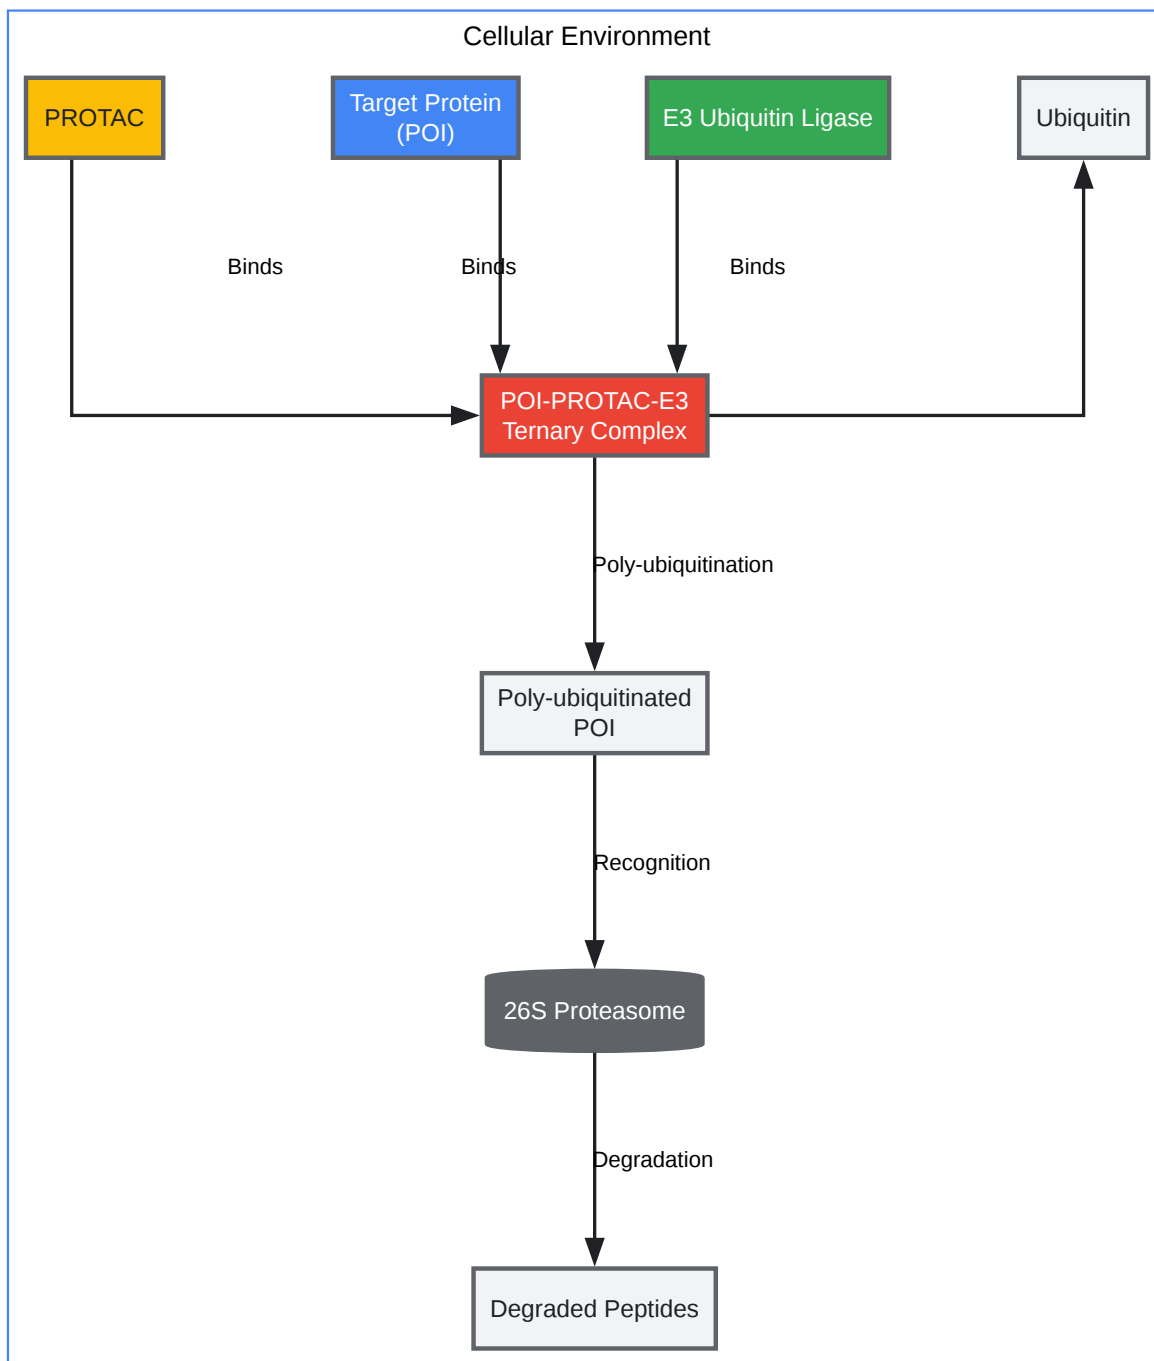 Cellular Environment
PROTAC
Target Protein
(POI)
E3 Ubiquitin Ligase
Ubiquitin
Binds
Binds
Binds
POI-PROTAC-E3
Ternary Complex
Poly-ubiquitination
Poly-ubiquitinated
POI
Recognition
26S Proteasome
Degradation
Degraded Peptides